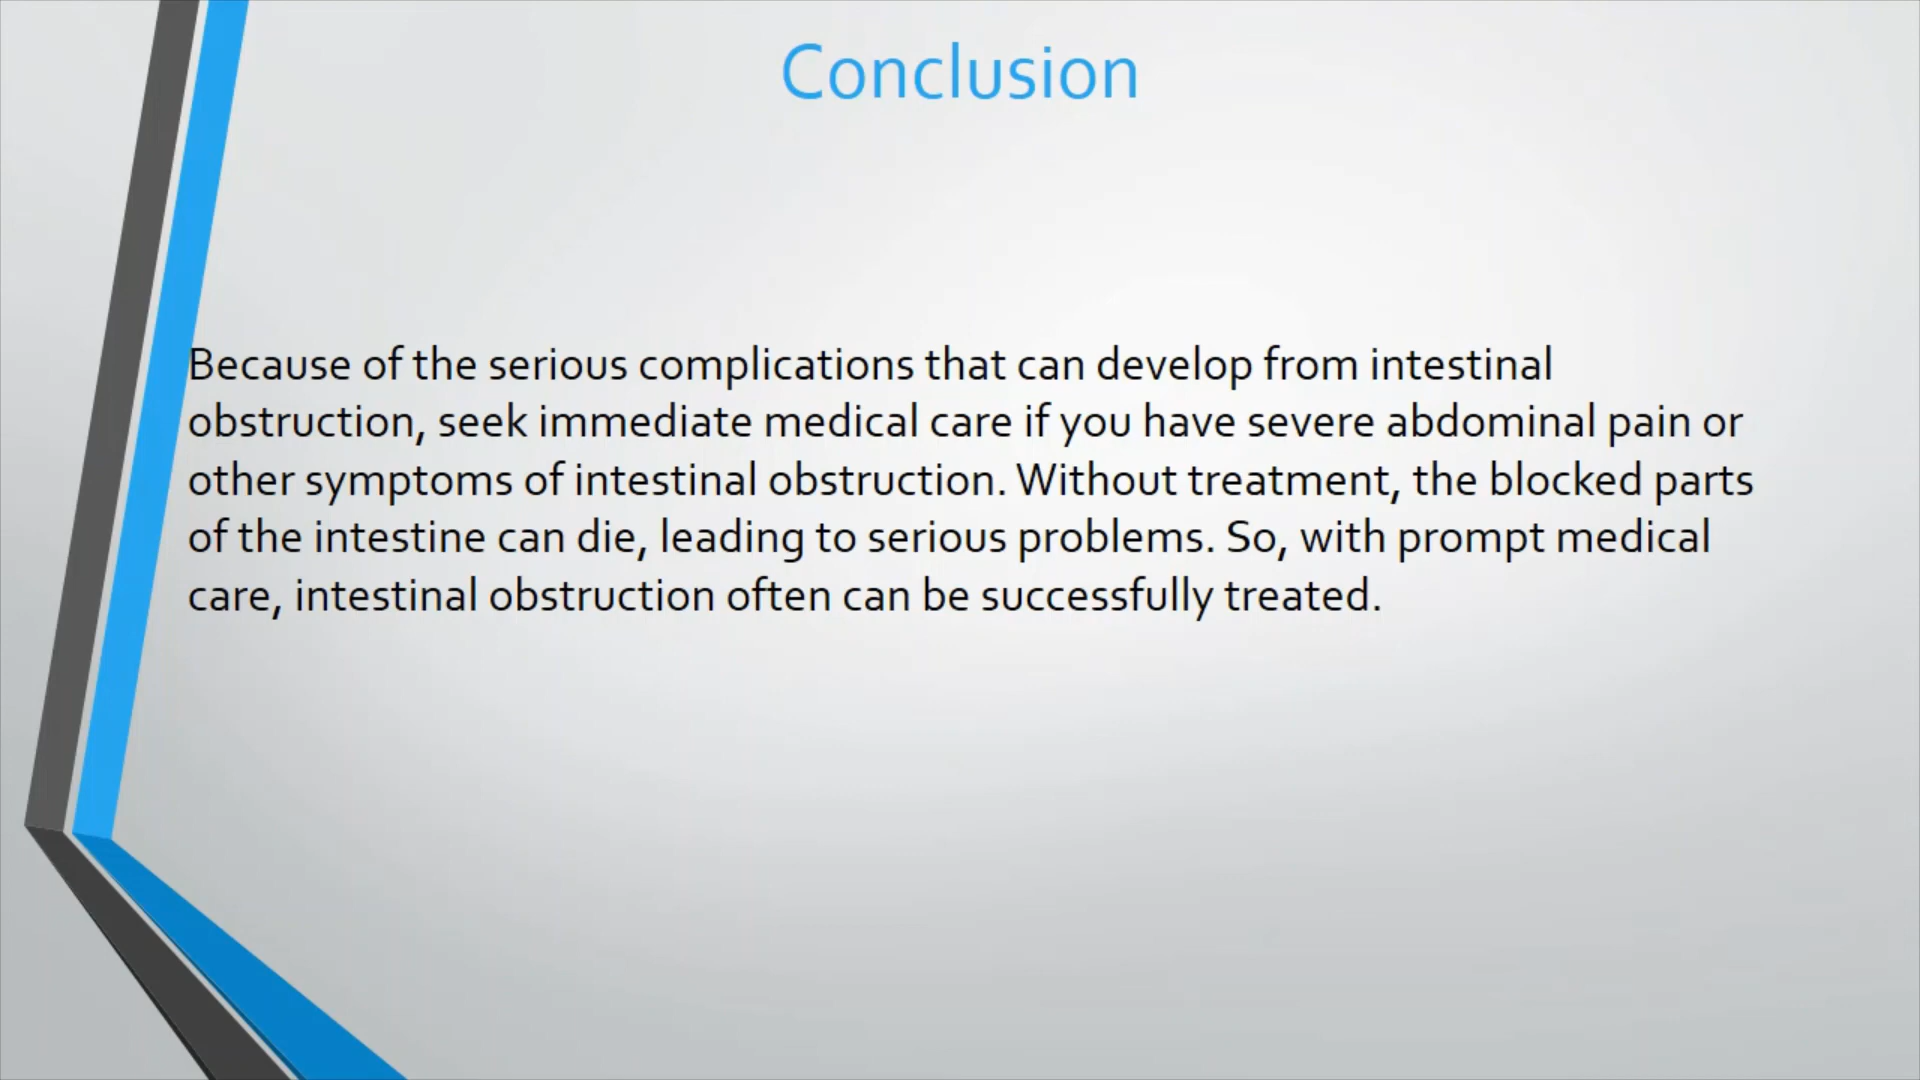 Conclusion
Because of the serious complications that can develop from intestinal
obstruction, seek immediate medical care if you have severe abdominal pain or
other symptoms of intestinal obstruction. Without treatment, the blocked parts
of the intestine can die, leading to serious problems. So, with prompt medical
care, intestinal obstruction often can be successfully treated.